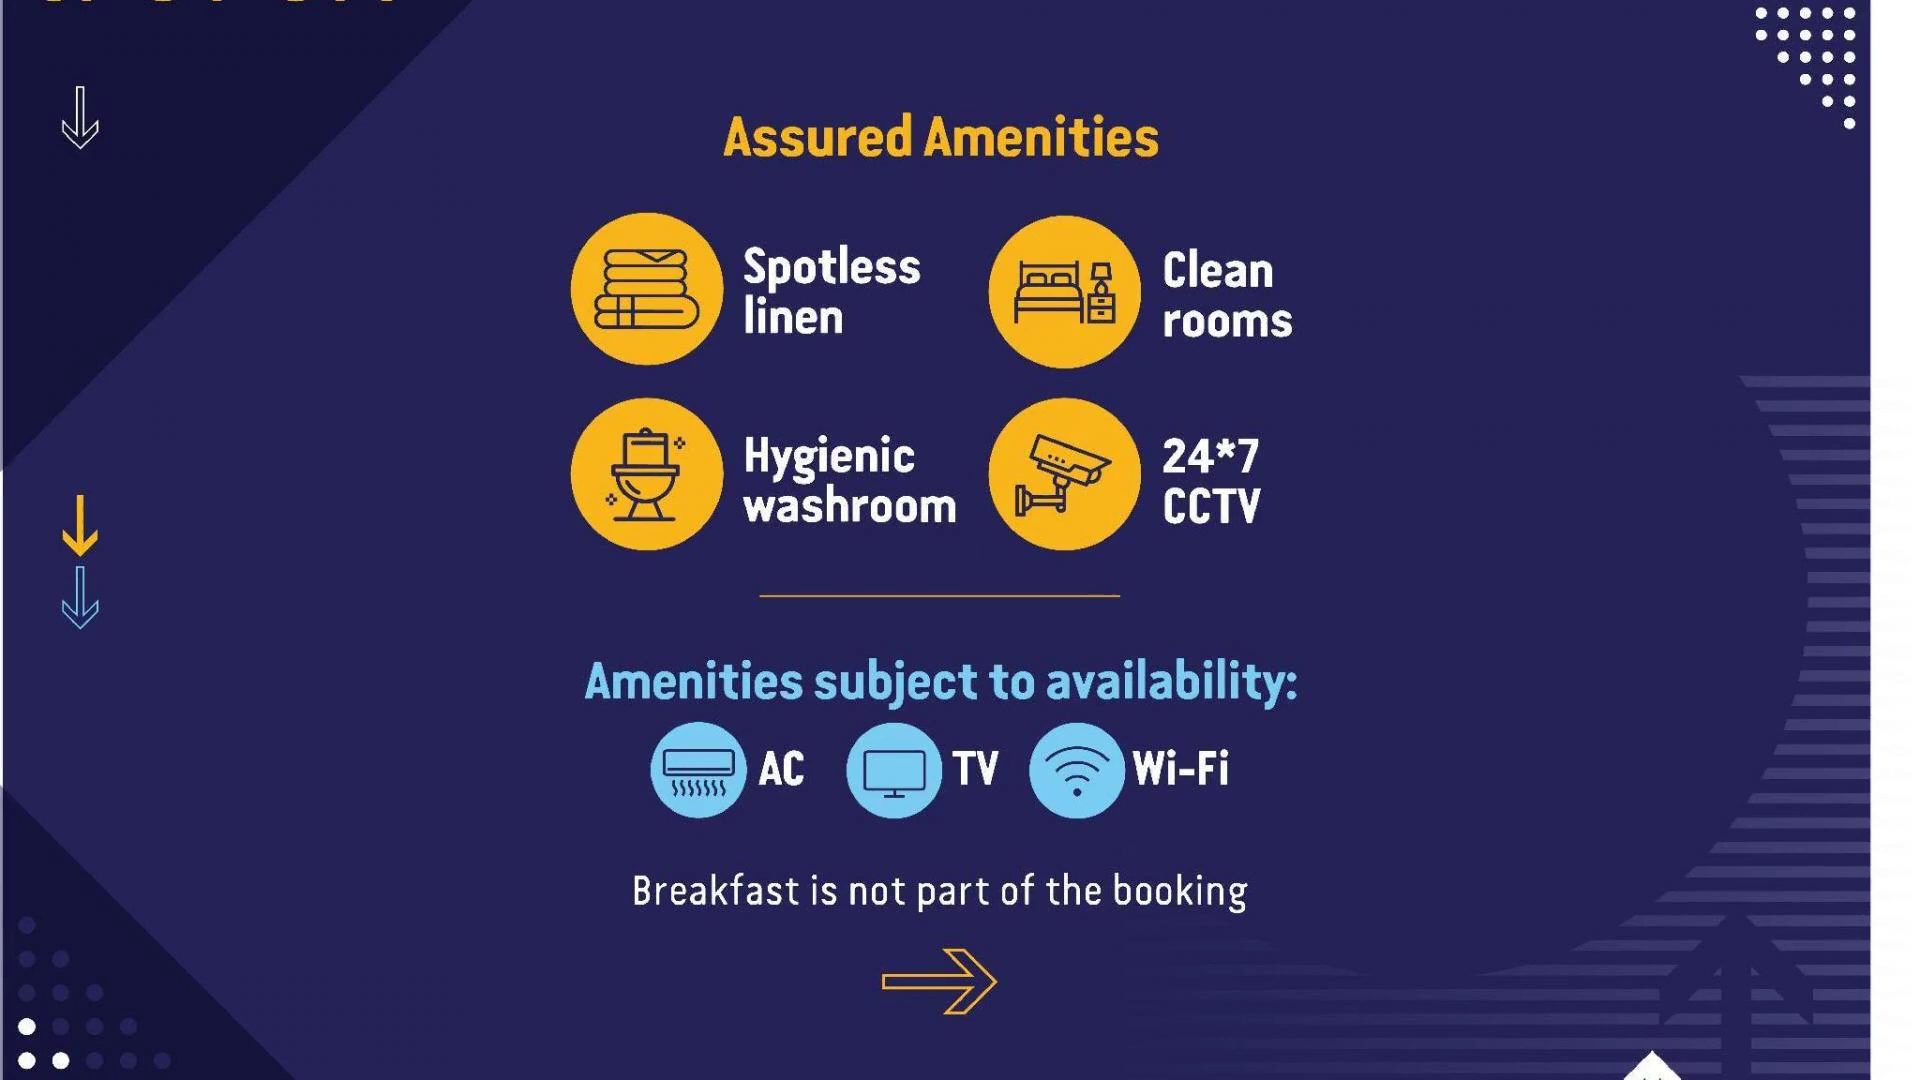 Assured Amenities
Spotless
linen
Clean
rooms
Hygienic
washroom
24*7
CCTV
Amenities subject to availability:
AC
TV
Wi-Fi
Breakfast is not part of the booking